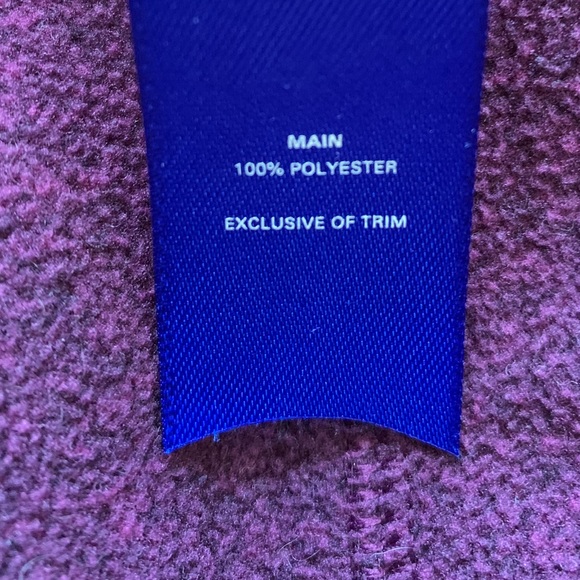 MAIN
100% POLYESTER
EXCLUSIVE OF TRIM